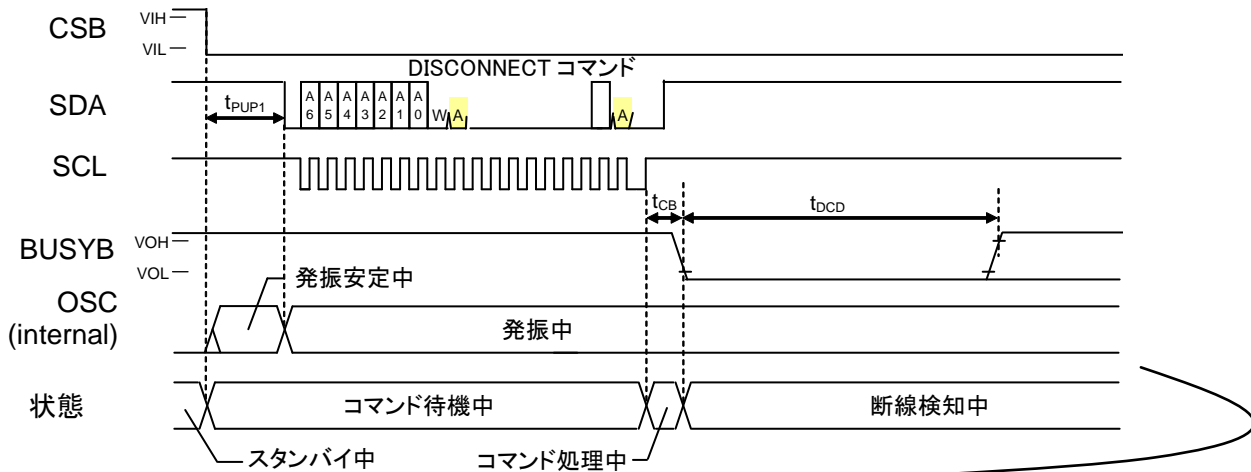 CSB
VIH
VIL
DISCONNECT コマンド
SDA
tPUP1
A6 A5 A4 A3 A2 A1 A0 W A
A
SCL
tCB
tDCD
BUSYB
VOH
VOL
発振安定中
OSC
(internal)
発振中
状態
コマンド待機中
断線検知中
スタンバイ中
コマンド処理中